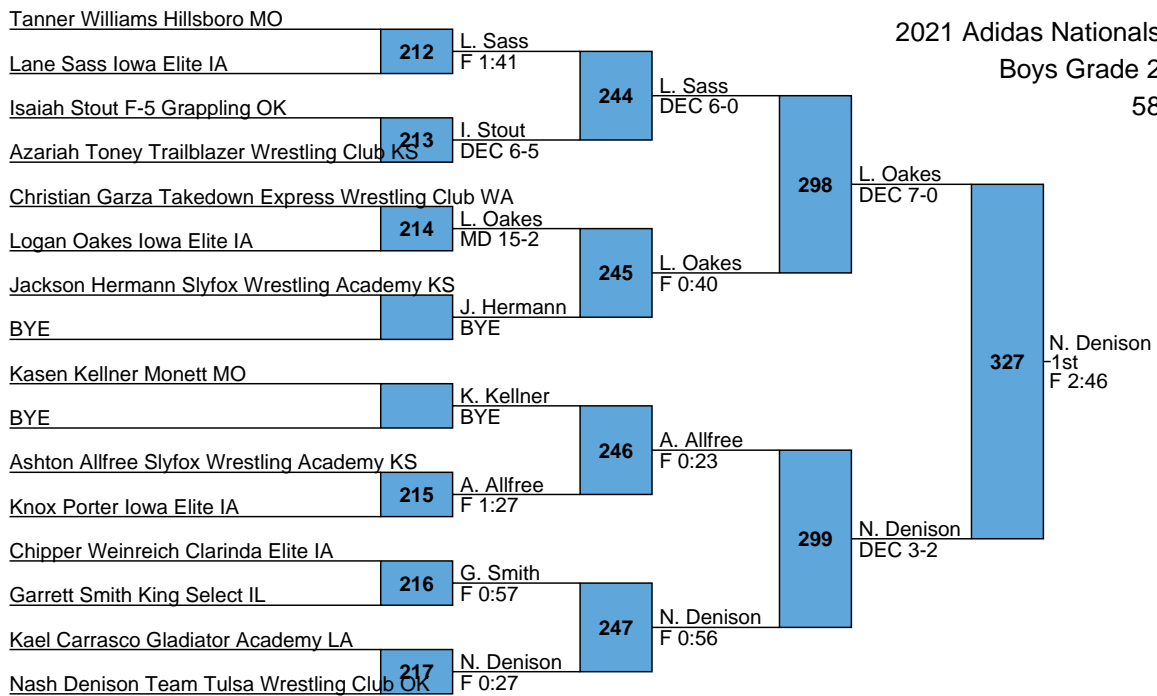 2021 Adidas Nationals
Boys Grade 2
58
Tanner Williams Hillsboro MO
212
L. Sass
F 1:41
Lane Sass Iowa Elite IA
244
L. Sass
DEC 6-0
Isaiah Stout F-5 Grappling OK
213
I. Stout
DEC 6-5
Azariah Toney Trailblazer Wrestling Club KS
298
L. Oakes
DEC 7-0
Christian Garza Takedown Express Wrestling Club WA
214
L. Oakes
MD 15-2
Logan Oakes Iowa Elite IA
245
L. Oakes
F 0:40
Jackson Hermann Slyfox Wrestling Academy KS
J. Hermann
BYE
BYE
327
N. Denison
1st
F 2:46
Kasen Kellner Monett MO
K. Kellner
BYE
BYE
246
A. Allfree
F 0:23
Ashton Allfree Slyfox Wrestling Academy KS
215
A. Allfree
F 1:27
Knox Porter Iowa Elite IA
299
N. Denison
DEC 3-2
Chipper Weinreich Clarinda Elite IA
216
G. Smith
F 0:57
Garrett Smith King Select IL
247
N. Denison
F 0:56
Kael Carrasco Gladiator Academy LA
217
N. Denison
F 0:27
Nash Denison Team Tulsa Wrestling Club OK